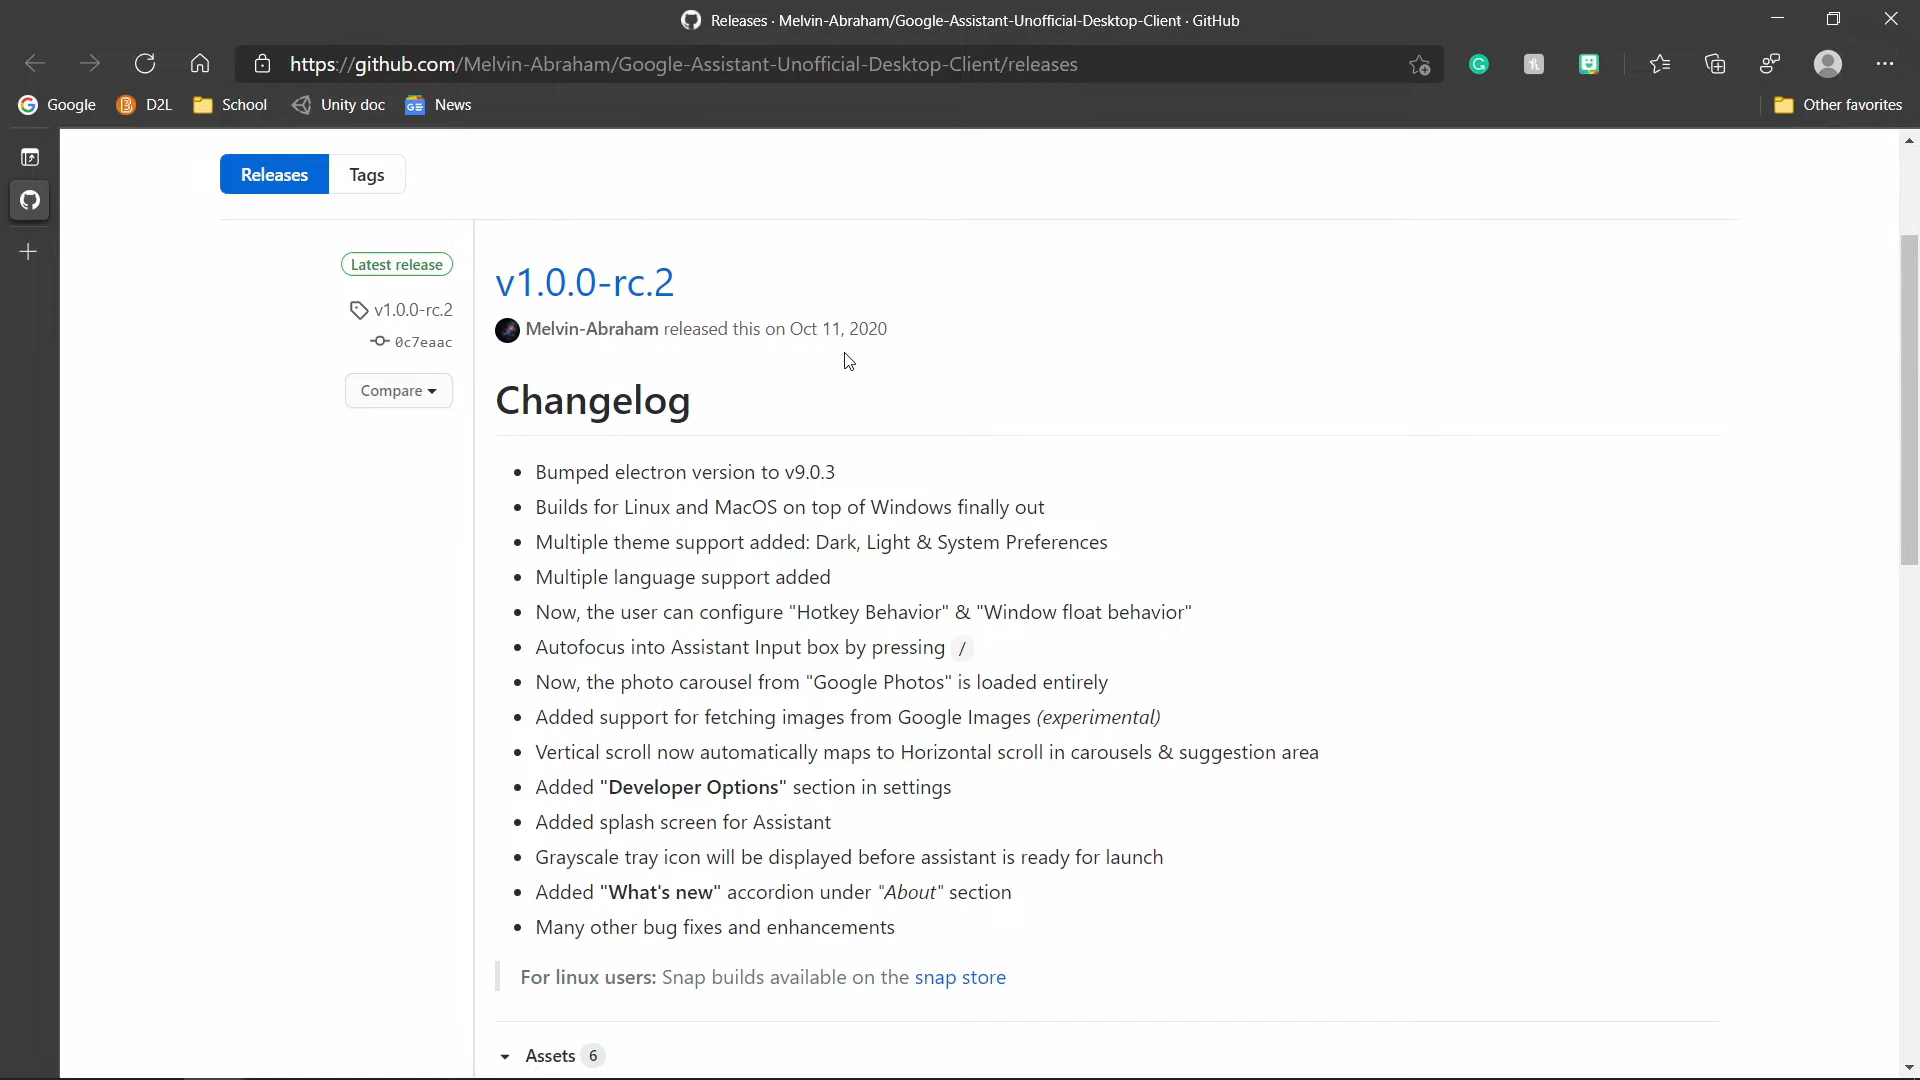 Releases · Melvin-Abraham/Google-Assistant-Unofficial-Desktop-Client · GitHub
https://github.com/Melvin-Abraham/Google-Assistant-Unofficial-Desktop-Client/releases
Google D2L School Unity doc News Other favorites
Releases Tags
Latest release
v1.0.0-rc.2
0c7eaac
Compare
v1.0.0-rc.2
Melvin-Abraham released this on Oct 11, 2020
Changelog
Bumped electron version to v9.0.3
Builds for Linux and MacOS on top of Windows finally out
Multiple theme support added: Dark, Light & System Preferences
Multiple language support added
Now, the user can configure "Hotkey Behavior" & "Window float behavior"
Autofocus into Assistant Input box by pressing /
Now, the photo carousel from "Google Photos" is loaded entirely
Added support for fetching images from Google Images (experimental)
Vertical scroll now automatically maps to Horizontal scroll in carousels & suggestion area
Added "Developer Options" section in settings
Added splash screen for Assistant
Grayscale tray icon will be displayed before assistant is ready for launch
Added "What's new" accordion under "About" section
Many other bug fixes and enhancements
For linux users: Snap builds available on the snap store
Assets 6